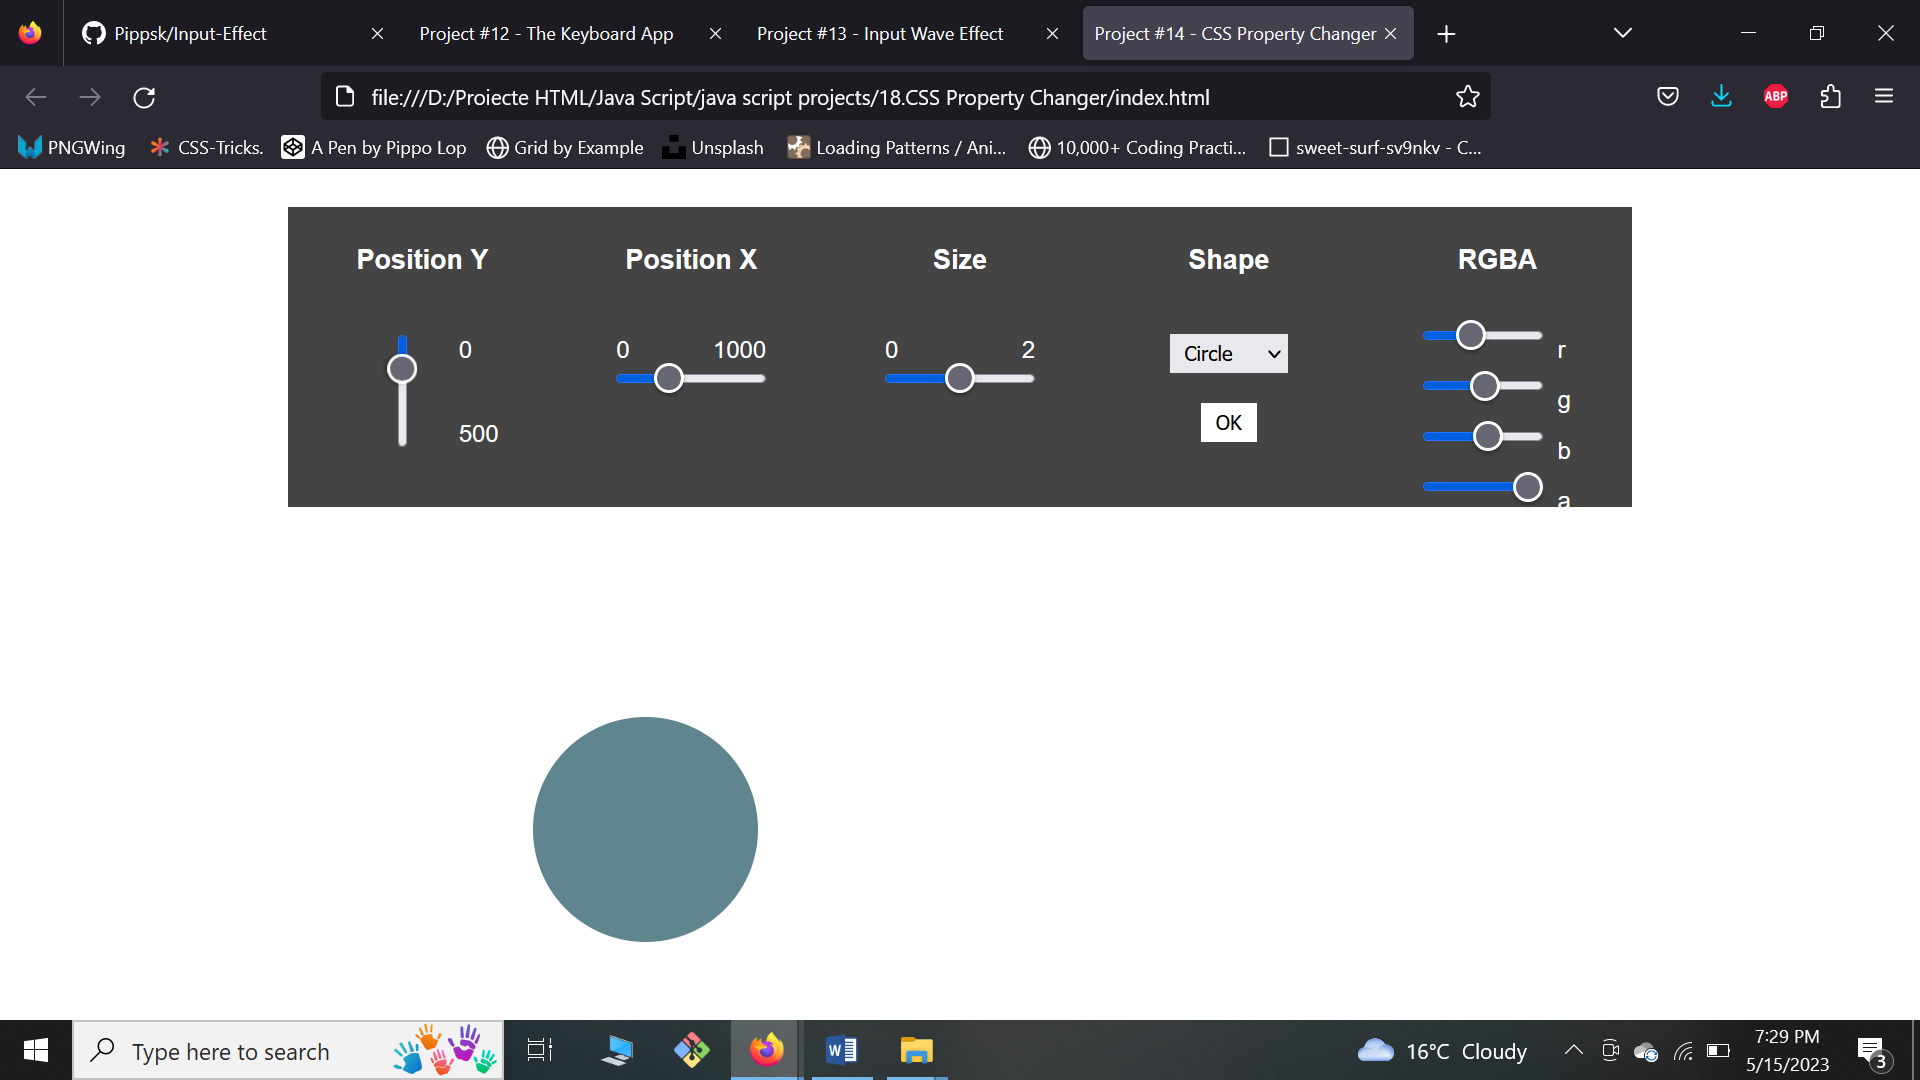 Pippsk/Input-Effect
Project #12 - The Keyboard App
Project #13 - Input Wave Effect
Project #14 - CSS Property Changer
file:///D:/Proiecte HTML/Java Script/java script projects/18.CSS Property Changer/index.html
ABP
PNGWing
CSS-Tricks.
A Pen by Pippo Lop
Grid by Example
Unsplash
Loading Patterns / Ani...
10,000+ Coding Practi...
sweet-surf-sv9nkv - C...
Position Y
Position X
Size
Shape
RGBA
0
500
0 1000
0 2
Circle
OK
r
g
b
a
Type here to search
W
16°C Cloudy
7:29 PM
5/15/2023
3